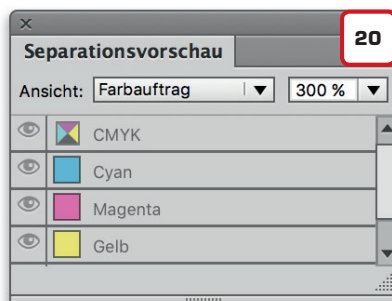 20
Separationsvorschau
Ansicht: Farbauftrag 300 %
CMYK
Cyan
Magenta
Gelb